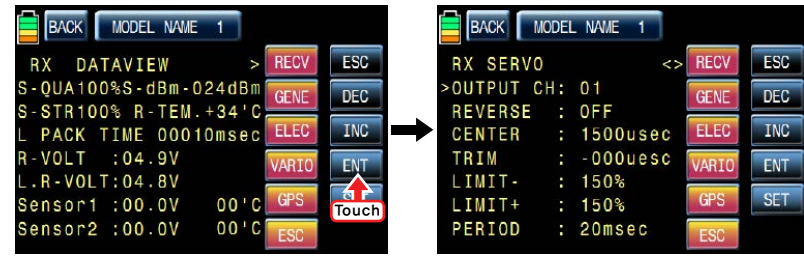 BACK MODEL NAME 1
RX DATAVIEW > RECV ESC
S-QUA100%S-dBm-024dBm GENE DEC
S-STR100% R-TEM.+34'C
L PACK TIME 00010msec ELEC INC
R-VOLT :04.9V VARIO ENT
L.R-VOLT:04.8V
Sensor1 :00.0V 00'C GPS
Touch
Sensor2 :00.0V 00'C ESC
BACK MODEL NAME 1
RX SERVO <> RECV ESC
>OUTPUT CH: 01 GENE DEC
REVERSE : OFF
CENTER : 1500usec ELEC INC
TRIM : -000uesc VARIO ENT
LIMIT- : 150%
LIMIT+ : 150% GPS SET
PERIOD : 20msec ESC